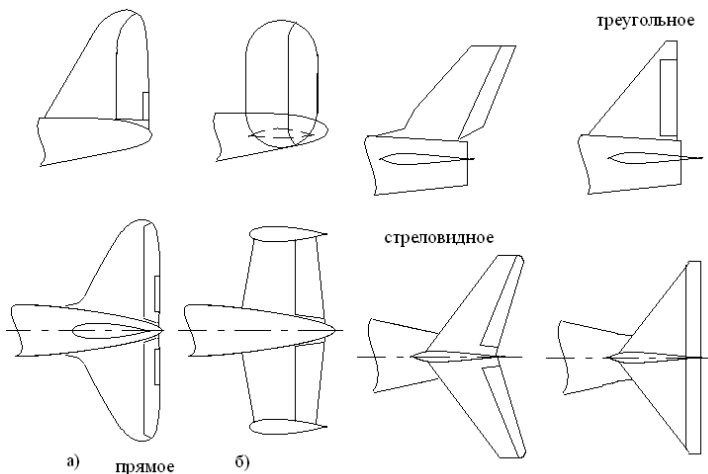 треугольное
стреловидное
а) прямое б)